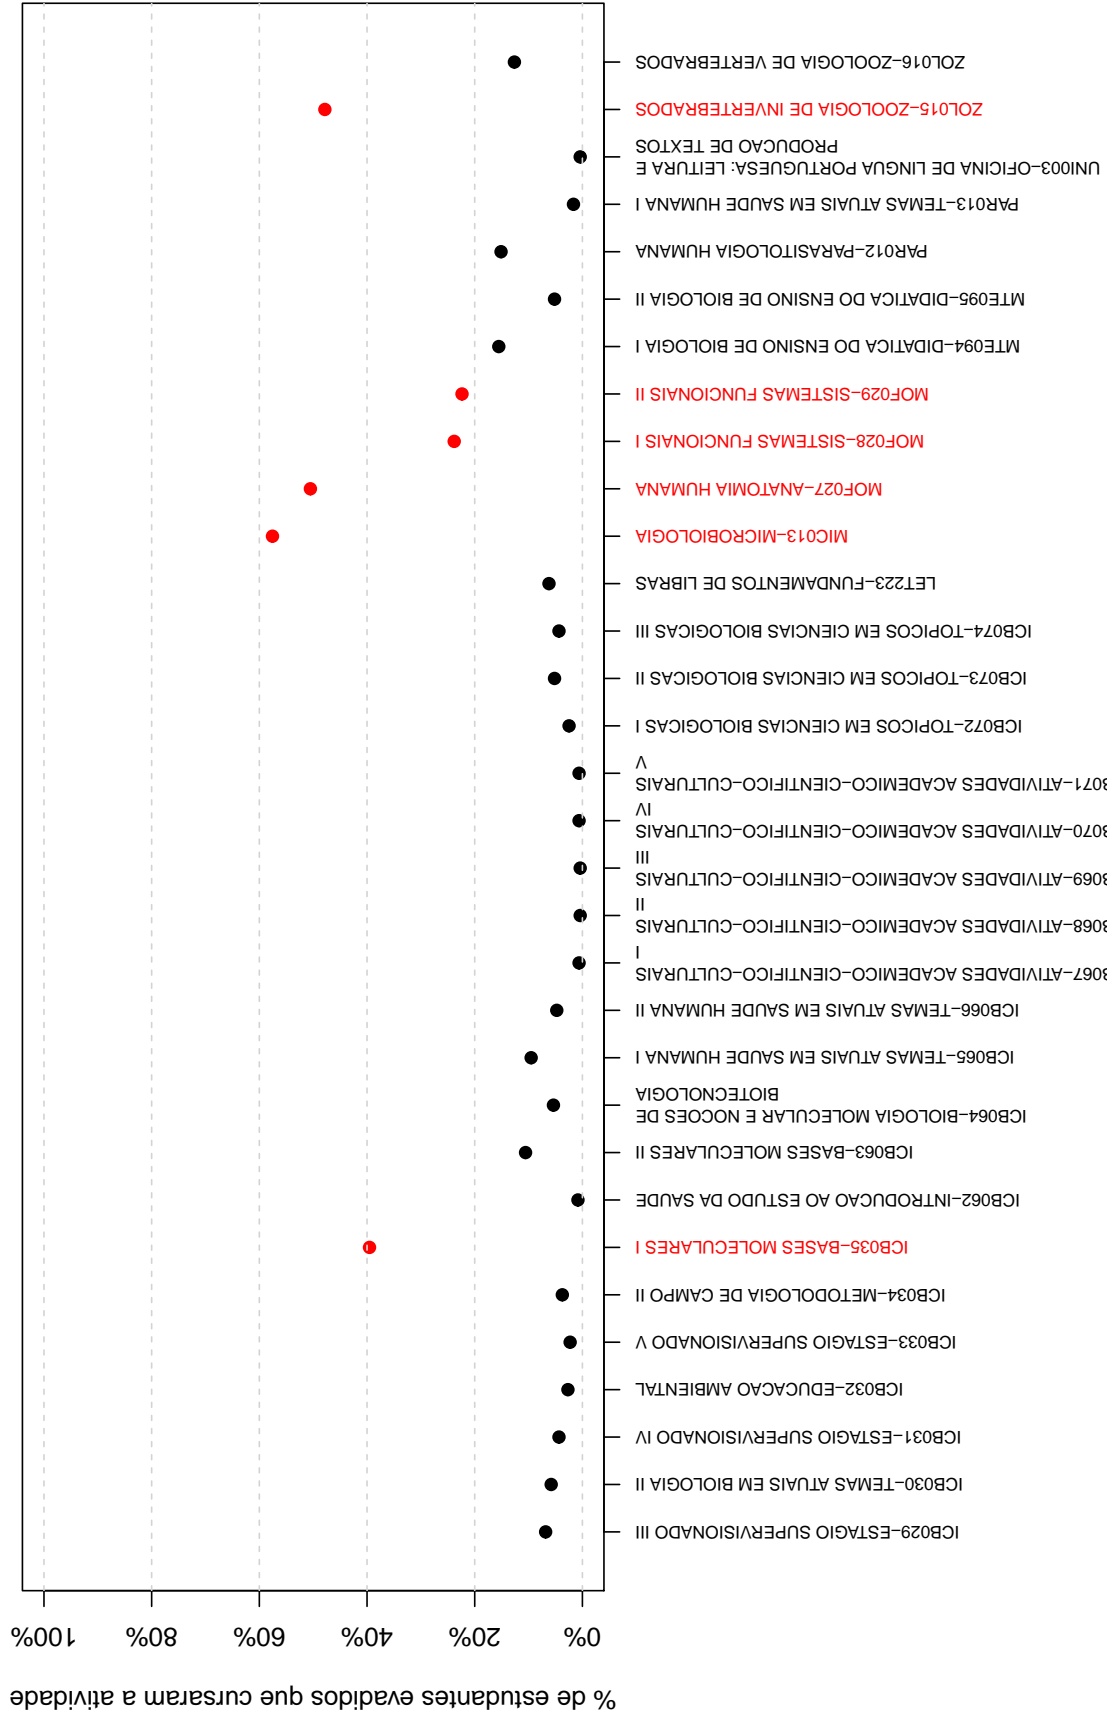 % de estudantes evadidos que cursaram a atividade
0% 20% 40% 60% 80% 100%
ICB029−ESTAGIO SUPERVISIONADO III
ICB030−TEMAS ATUAIS EM BIOLOGIA II
ICB031−ESTAGIO SUPERVISIONADO IV
ICB032−EDUCACAO AMBIENTAL
ICB033−ESTAGIO SUPERVISIONADO V
ICB034−METODOLOGIA DE CAMPO II
ICB035−BASES MOLECULARES I
ICB062−INTRODUCAO AO ESTUDO DA SAUDE
ICB063−BASES MOLECULARES II
ICB064−BIOLOGIA MOLECULAR E NOCOES DE
BIOTECNOLOGIA
ICB065−TEMAS ATUAIS EM SAUDE HUMANA I
ICB066−TEMAS ATUAIS EM SAUDE HUMANA II
B067−ATIVIDADES ACADEMICO−CIENTIFICO−CULTURAIS
I
B068−ATIVIDADES ACADEMICO−CIENTIFICO−CULTURAIS
II
B069−ATIVIDADES ACADEMICO−CIENTIFICO−CULTURAIS
III
B070−ATIVIDADES ACADEMICO−CIENTIFICO−CULTURAIS
IV
B071−ATIVIDADES ACADEMICO−CIENTIFICO−CULTURAIS
V
ICB072−TOPICOS EM CIENCIAS BIOLOGICAS I
ICB073−TOPICOS EM CIENCIAS BIOLOGICAS II
ICB074−TOPICOS EM CIENCIAS BIOLOGICAS III
LET223−FUNDAMENTOS DE LIBRAS
MIC013−MICROBIOLOGIA
MOF027−ANATOMIA HUMANA
MOF028−SISTEMAS FUNCIONAIS I
MOF029−SISTEMAS FUNCIONAIS II
MTE094−DIDATICA DO ENSINO DE BIOLOGIA I
MTE095−DIDATICA DO ENSINO DE BIOLOGIA II
PAR012−PARASITOLOGIA HUMANA
PAR013−TEMAS ATUAIS EM SAUDE HUMANA I
UNI003−OFICINA DE LINGUA PORTUGUESA: LEITURA E
PRODUCAO DE TEXTOS
ZOL015−ZOOLOGIA DE INVERTEBRADOS
ZOL016−ZOOLOGIA DE VERTEBRADOS